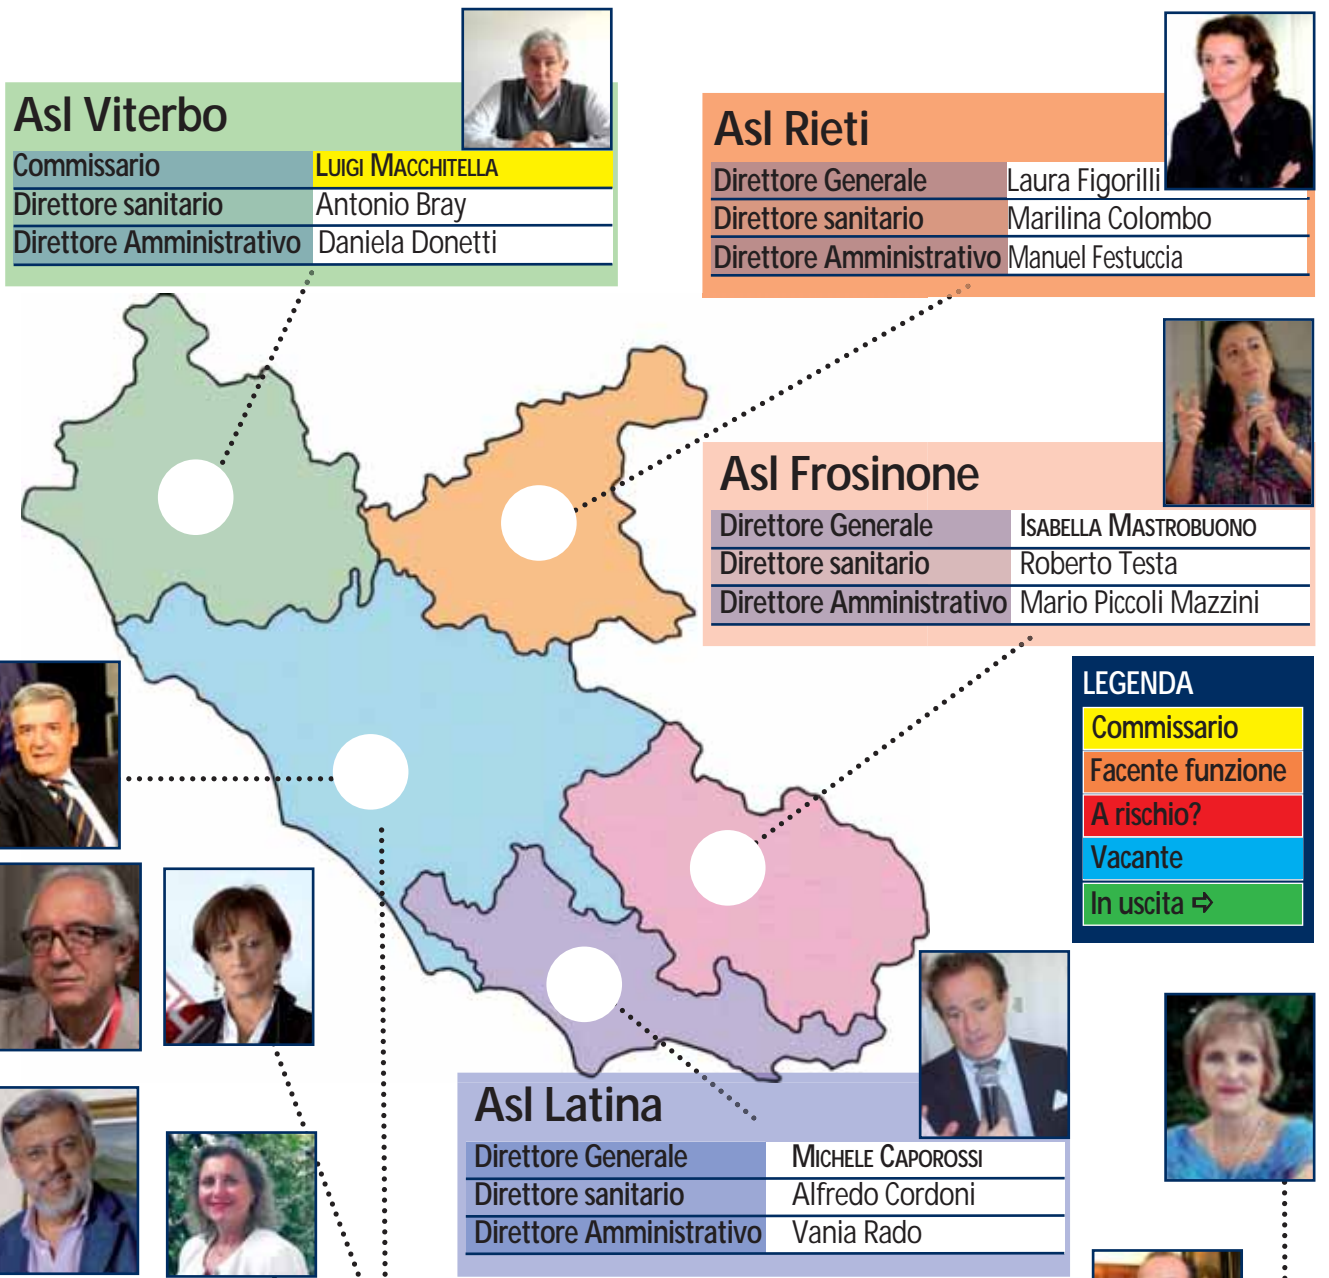 Asl Viterbo
Commissario LUIGI MACCHITELLA
Direttore sanitario Antonio Bray
Direttore Amministrativo Daniela Donetti
Asl Rieti
Direttore Generale Laura Figorilli
Direttore sanitario Marilina Colombo
Direttore Amministrativo Manuel Festuccia
Asl Frosinone
Direttore Generale ISABELLA MASTROBUONO
Direttore sanitario Roberto Testa
Direttore Amministrativo Mario Piccoli Mazzini
LEGENDA
Commissario
Facente funzione
A rischio?
Vacante
In uscita ⇨
Asl Latina
Direttore Generale MICHELE CAPOROSSI
Direttore sanitario Alfredo Cordoni
Direttore Amministrativo Vania Rado